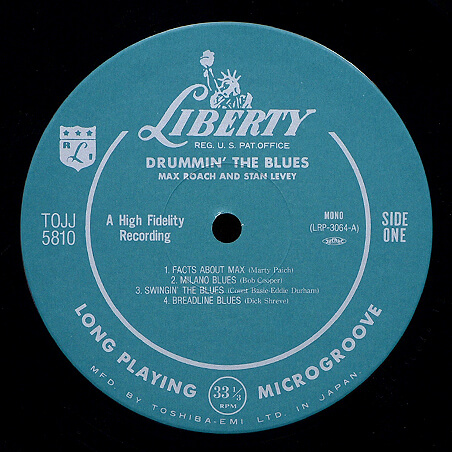 LIBERTY
REG. U. S. PAT. OFFICE
DRUMMIN' THE BLUES
MAX ROACH AND STAN LEVEY
R L I
TOJJ
5810
A High Fidelity
Recording
MONO
(LRP-3064-A)
SIDE
ONE
1. FACTS ABOUT MAX (Marty Paich)
2. MILANO BLUES (Bob Cooper)
3. SWINGIN' THE BLUES (Count Basie-Eddie Durham)
4. BREADLINE BLUES (Dick Shreve)
LONG PLAYING 33 1/3 RPM MICROGROOVE
MFD. BY TOSHIBA-EMI LTD. IN JAPAN.